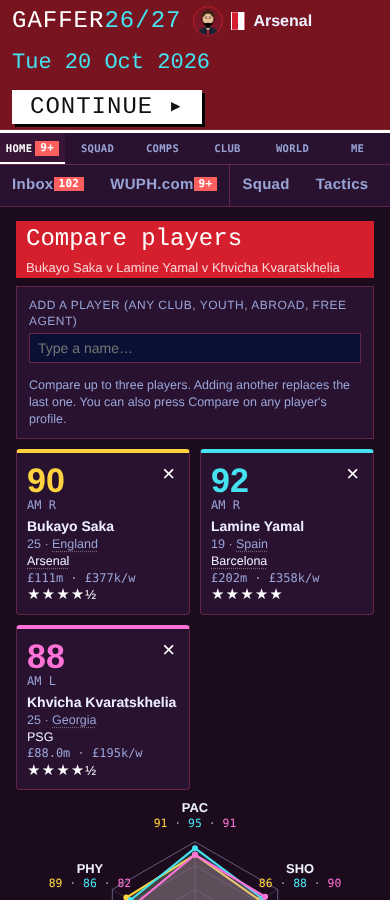 GAFFER26/27 Arsenal
Tue 20 Oct 2026
CONTINUE ▸
HOME 9+ SQUAD COMPS CLUB WORLD ME
Inbox 102 WUPH.com 9+ Squad Tactics
Compare players
Bukayo Saka v Lamine Yamal v Khvicha Kvaratskhelia
ADD A PLAYER (ANY CLUB, YOUTH, ABROAD, FREE
AGENT)
Type a name…
Compare up to three players. Adding another replaces the
last one. You can also press Compare on any player's
profile.
90 ✕
AM R
Bukayo Saka
25 · England
Arsenal
£111m · £377k/w
★★★★½
92 ✕
AM R
Lamine Yamal
19 · Spain
Barcelona
£202m · £358k/w
★★★★★
88 ✕
AM L
Khvicha Kvaratskhelia
25 · Georgia
PSG
£88.0m · £195k/w
★★★★½
PAC
91 · 95 · 91
PHY
89 · 86 · 82
SHO
86 · 88 · 90